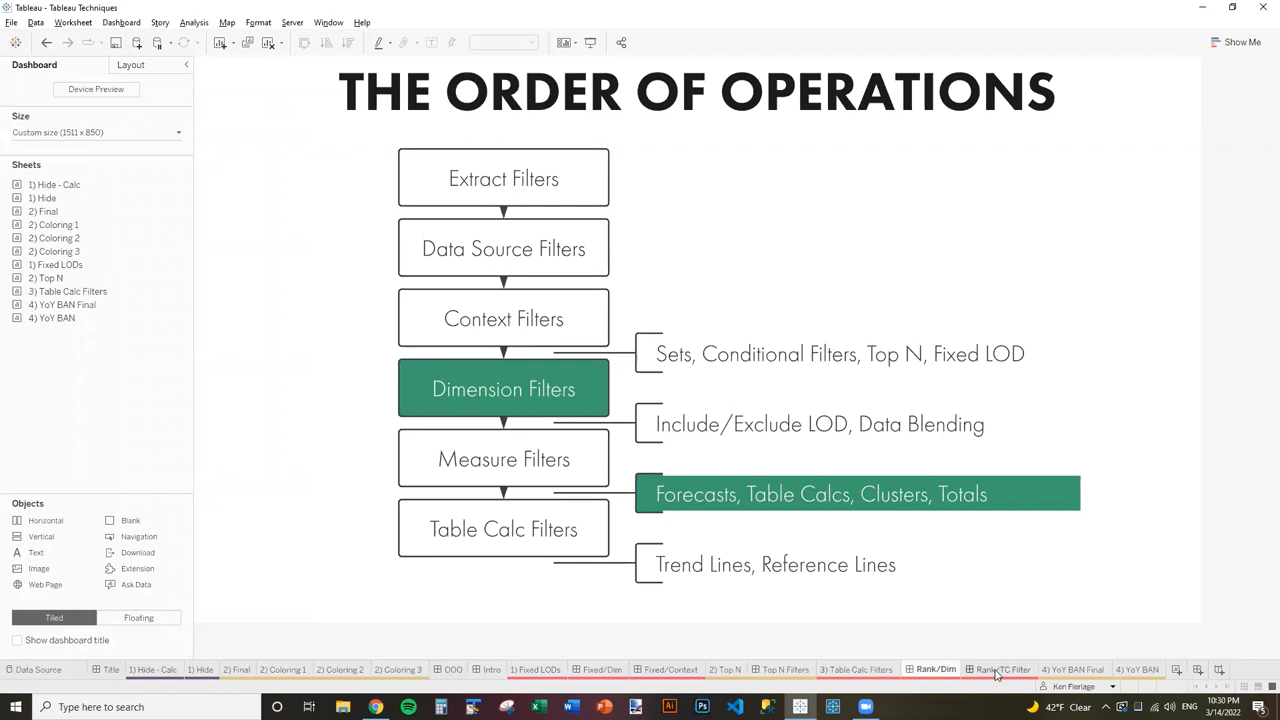 Tableau - Tableau Techniques
File Data Worksheet Dashboard Story Analysis Map Format Server Window Help
Show Me
Dashboard Layout
Device Preview
Size
Custom size (1511 x 850)
Sheets
1) Hide - Calc
1) Hide
2) Final
2) Coloring 1
2) Coloring 2
2) Coloring 3
1) Fixed LODs
2) Top N
3) Table Calc Filters
4) YoY BAN Final
4) YoY BAN
Objects
Horizontal Blank
Vertical Navigation
Text Download
Image Extension
Web Page Ask Data
Tiled Floating
Show dashboard title
THE ORDER OF OPERATIONS
Extract Filters
Data Source Filters
Context Filters
Sets, Conditional Filters, Top N, Fixed LOD
Dimension Filters
Include/Exclude LOD, Data Blending
Measure Filters
Forecasts, Table Calcs, Clusters, Totals
Table Calc Filters
Trend Lines, Reference Lines
Data Source Title 1) Hide - Calc 1) Hide 2) Final 2) Coloring 1 2) Coloring 2 2) Coloring 3 OOO Intro 1) Fixed LODs Fixed/Dim Fixed/Context 2) Top N Top N Filters 3) Table Calc Filters Rank/Dim Rank/TC Filter 4) YoY BAN Final 4) YoY BAN
Ken Flerlage
Type here to search
42°F Clear
10:30 PM
3/14/2022